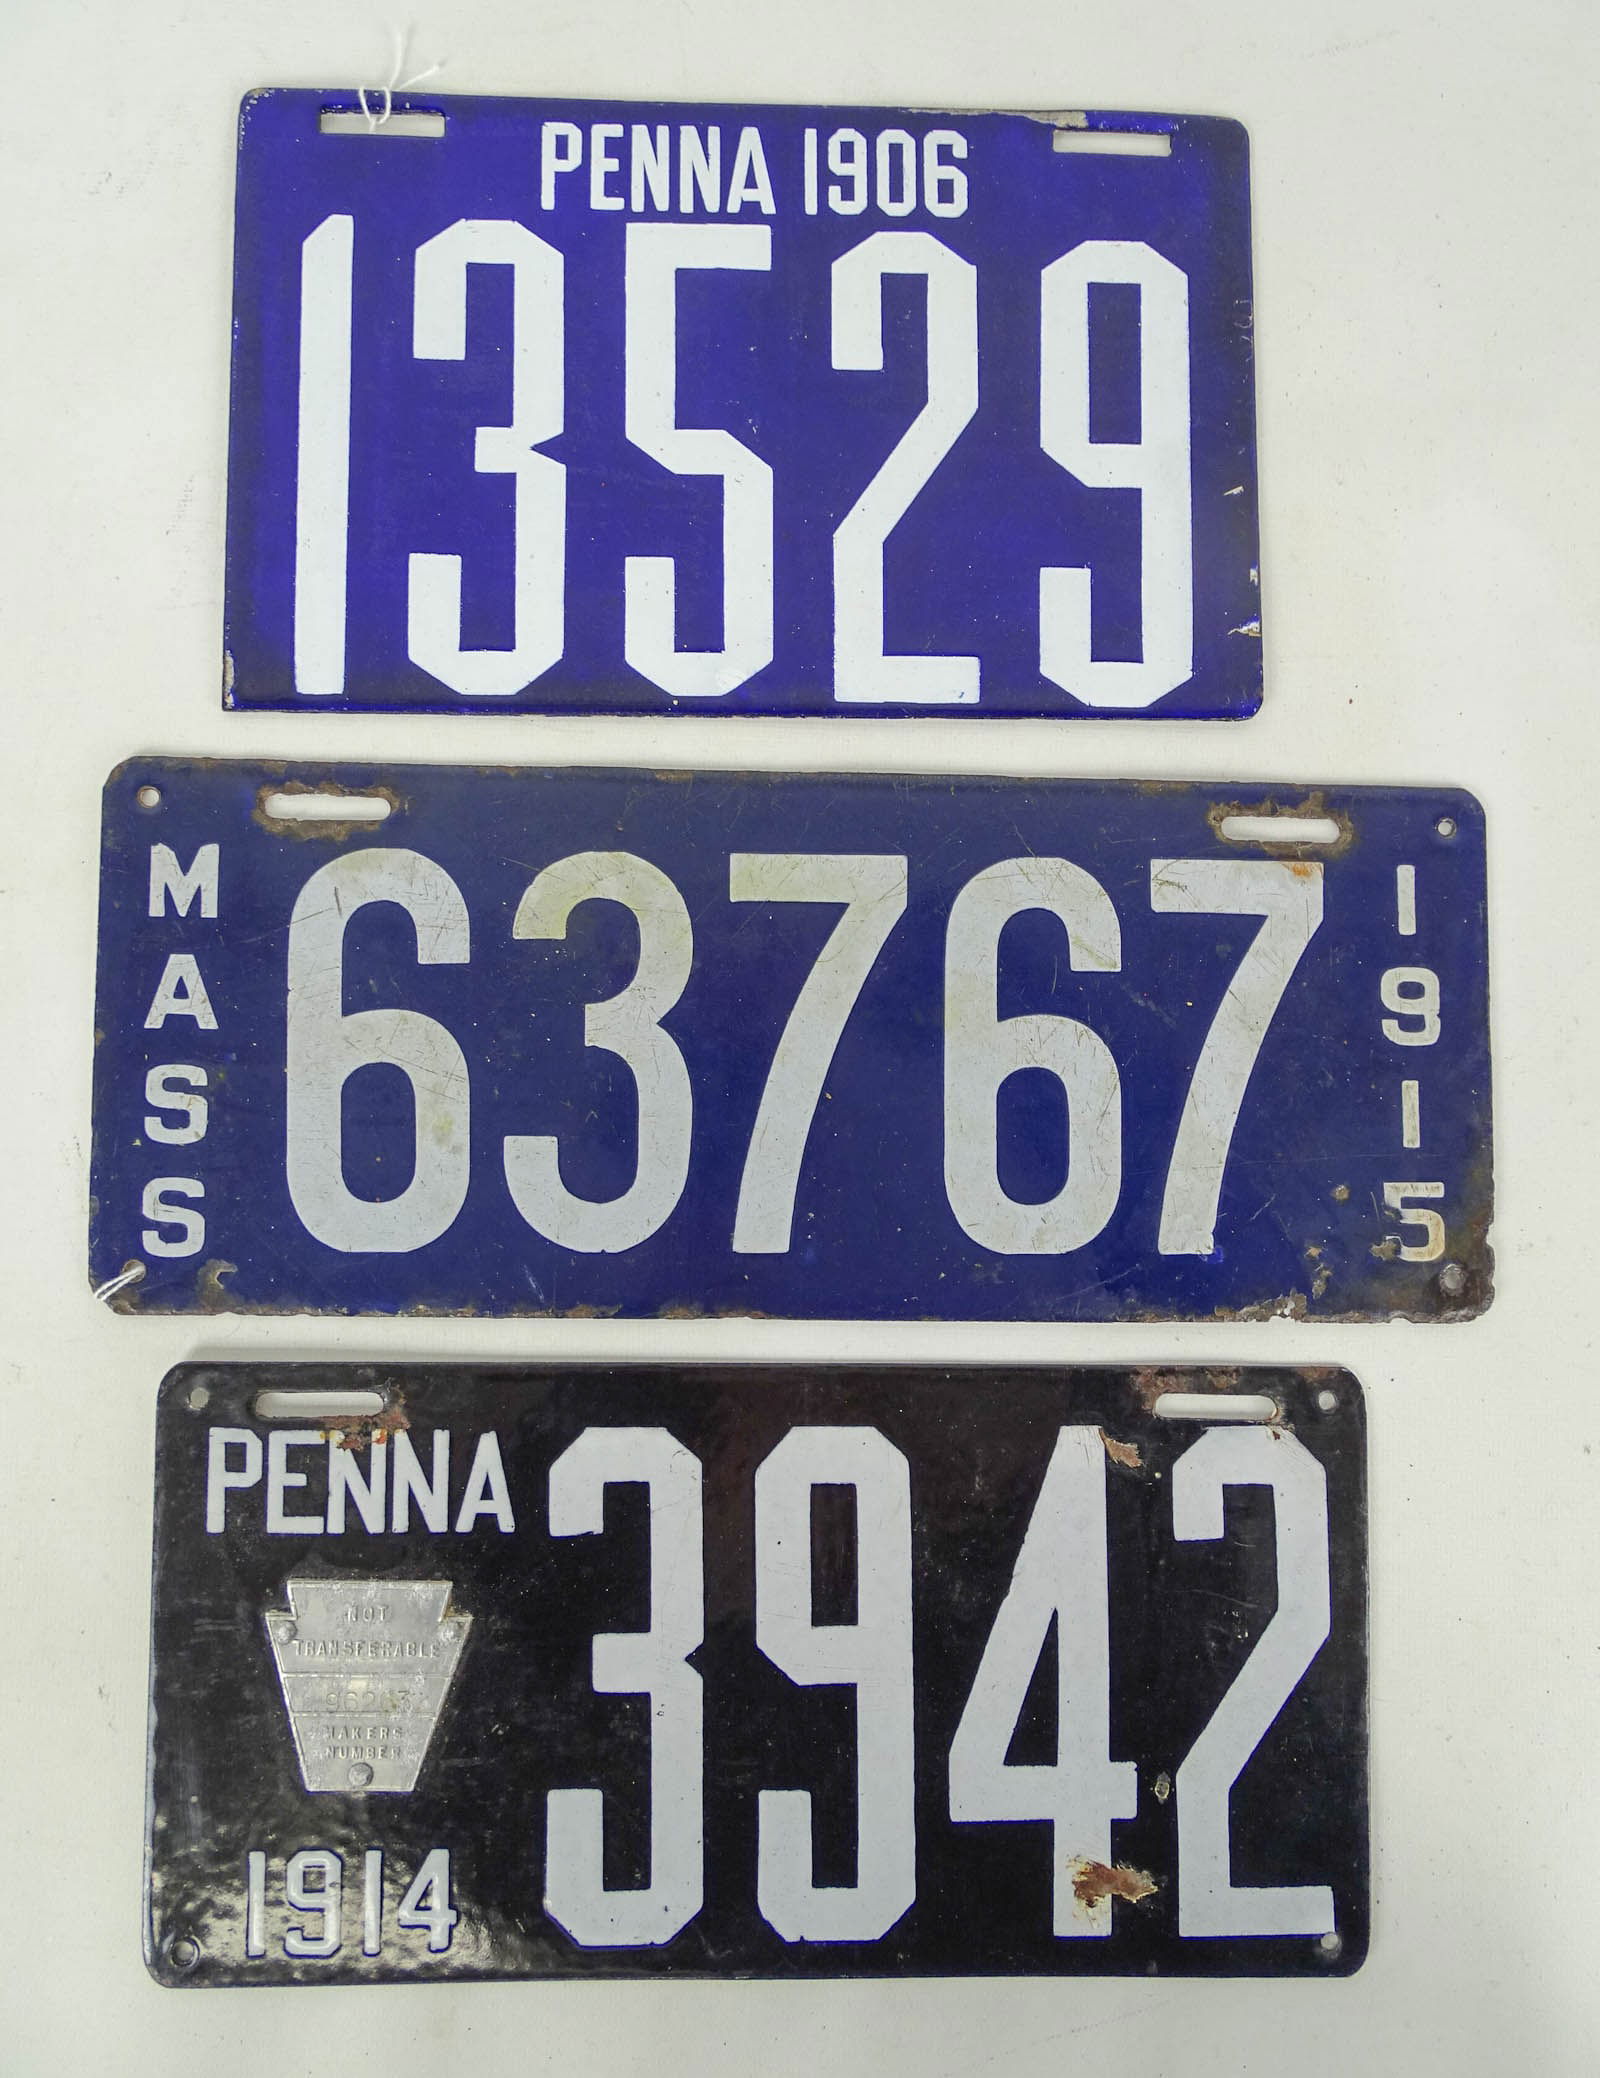 PENNA 1906
13529
MASS
63767
1915
PENNA
3942
NOT
TRANSFERABLE
MAKERS
NUMBER
1914